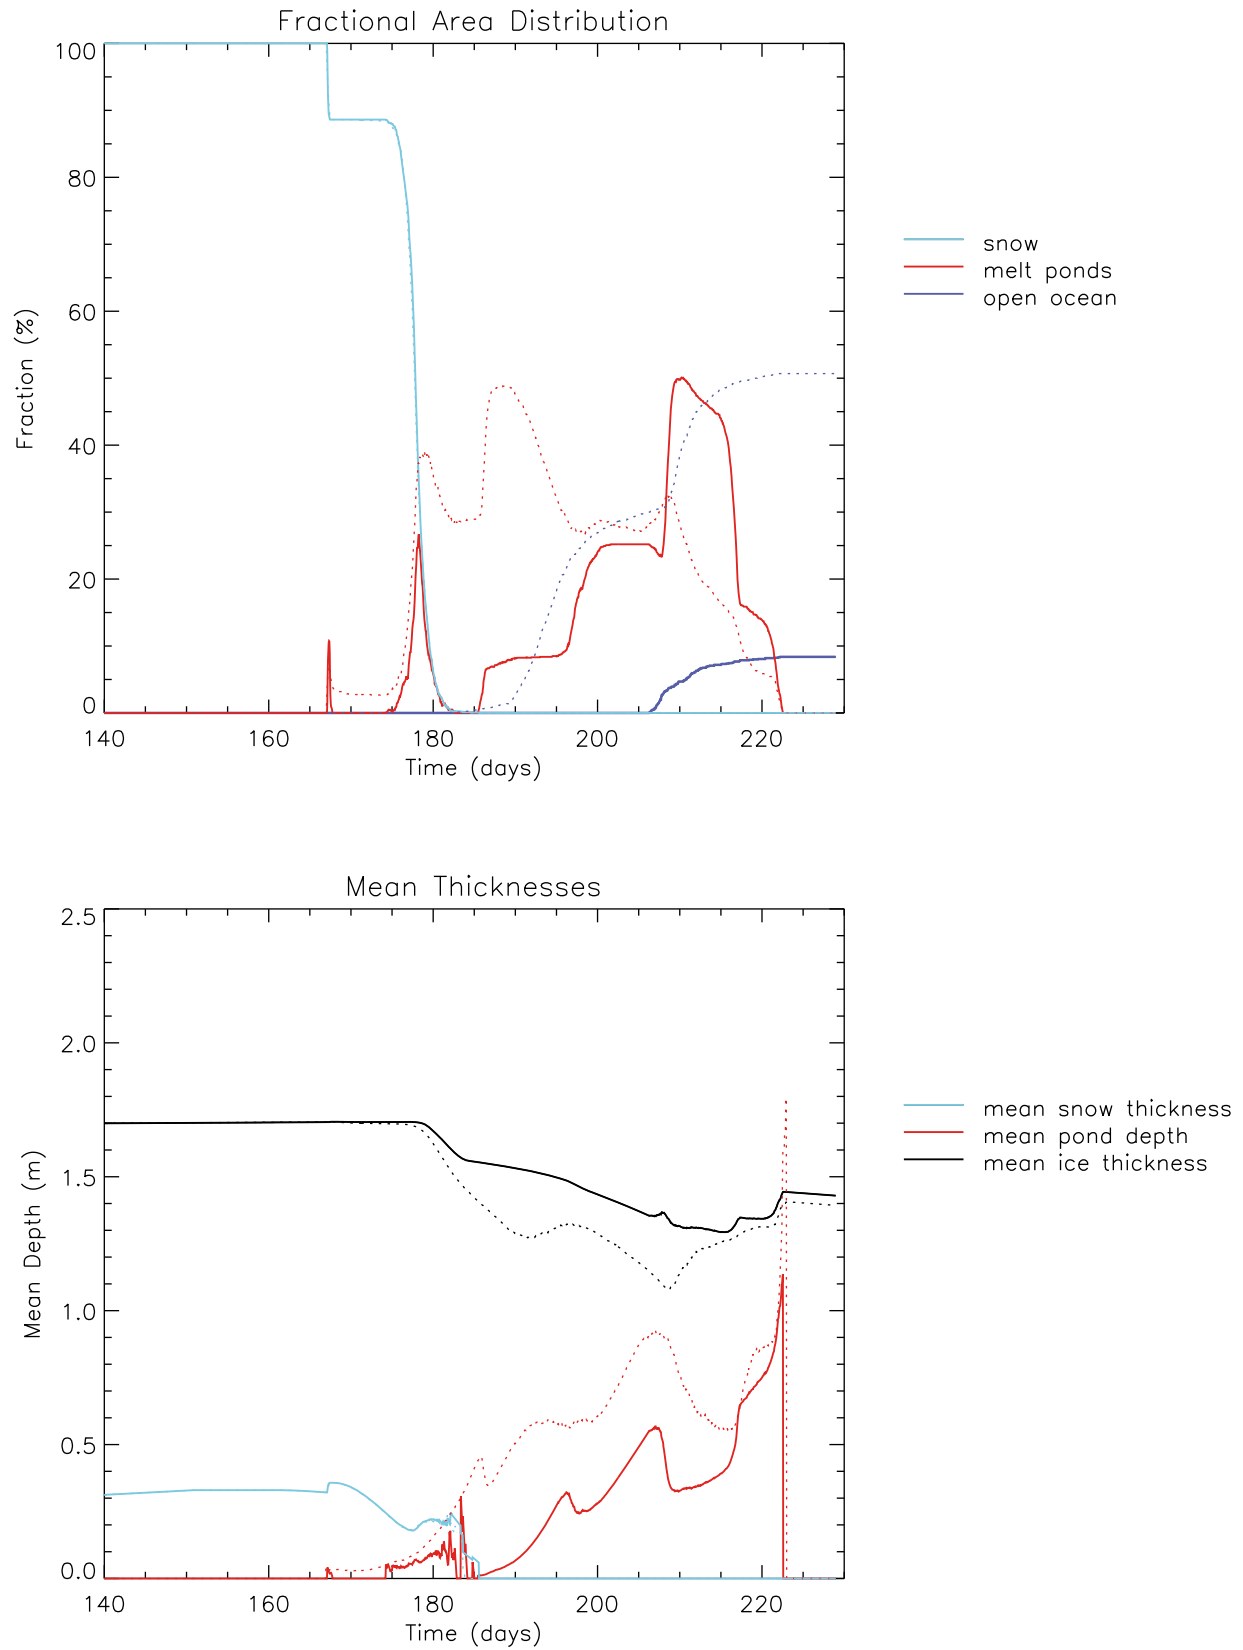 Fractional Area Distribution
100
80
60
40
20
0
Fraction (%)
140 160 180 200 220
Time (days)
snow
melt ponds
open ocean
Mean Thicknesses
2.5
2.0
1.5
1.0
0.5
0.0
Mean Depth (m)
140 160 180 200 220
Time (days)
mean snow thickness
mean pond depth
mean ice thickness